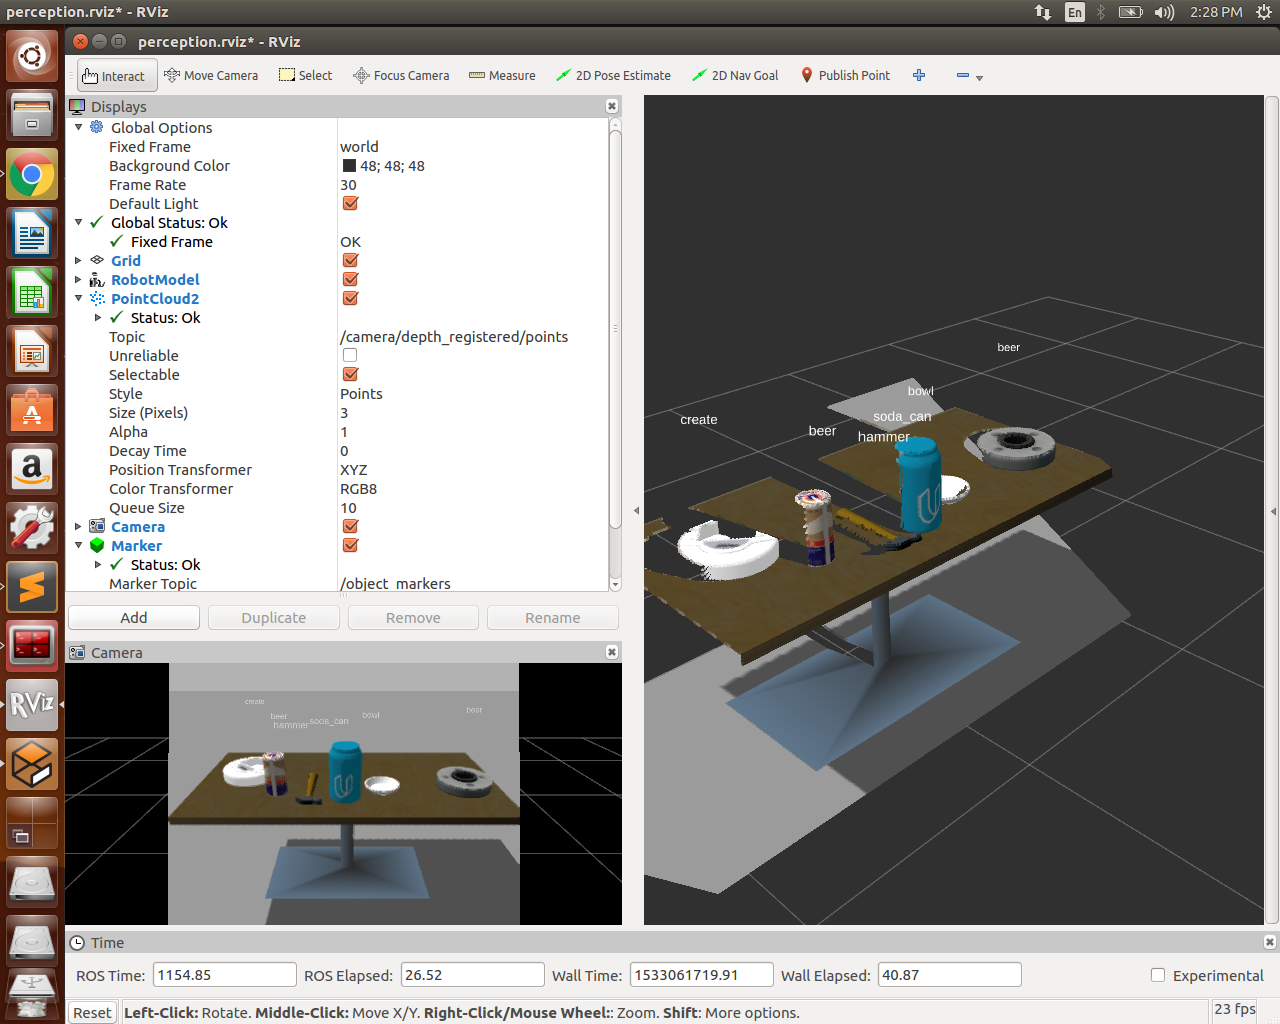 perception.rviz* - RViz
En
2:28 PM
perception.rviz* - RViz
Interact
Move Camera
Select
Focus Camera
Measure
2D Pose Estimate
2D Nav Goal
Publish Point
Displays
Global Options
Fixed Frame world
Background Color 48; 48; 48
Frame Rate 30
Default Light
Global Status: Ok
Fixed Frame OK
Grid
RobotModel
PointCloud2
Status: Ok
Topic /camera/depth_registered/points
Unreliable
Selectable
Style Points
Size (Pixels) 3
Alpha 1
Decay Time 0
Position Transformer XYZ
Color Transformer RGB8
Queue Size 10
Camera
Marker
Status: Ok
Marker Topic /object_markers
Add
Duplicate
Remove
Rename
Camera
create
beer
hammer
soda_can
bowl
beer
RViz
beer
bowl
create
soda_can
beer
hammer
Time
ROS Time: 1154.85
ROS Elapsed: 26.52
Wall Time: 1533061719.91
Wall Elapsed: 40.87
Experimental
Reset
Left-Click: Rotate. Middle-Click: Move X/Y. Right-Click/Mouse Wheel:: Zoom. Shift: More options.
23 fps